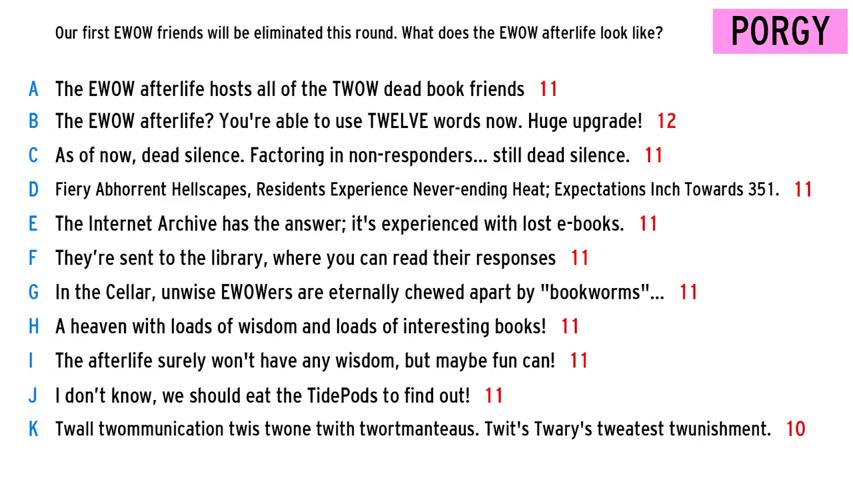 Our first EWOW friends will be eliminated this round. What does the EWOW afterlife look like?
PORGY
A The EWOW afterlife hosts all of the TWOW dead book friends 11
B The EWOW afterlife? You're able to use TWELVE words now. Huge upgrade! 12
C As of now, dead silence. Factoring in non-responders... still dead silence. 11
D Fiery Abhorrent Hellscapes, Residents Experience Never-ending Heat; Expectations Inch Towards 351. 11
E The Internet Archive has the answer; it's experienced with lost e-books. 11
F They’re sent to the library, where you can read their responses 11
G In the Cellar, unwise EWOWers are eternally chewed apart by "bookworms"... 11
H A heaven with loads of wisdom and loads of interesting books! 11
I The afterlife surely won't have any wisdom, but maybe fun can! 11
J I don’t know, we should eat the TidePods to find out! 11
K Twall twommunication twis twone twith twortmanteaus. Twit's Twary's tweatest twunishment. 10